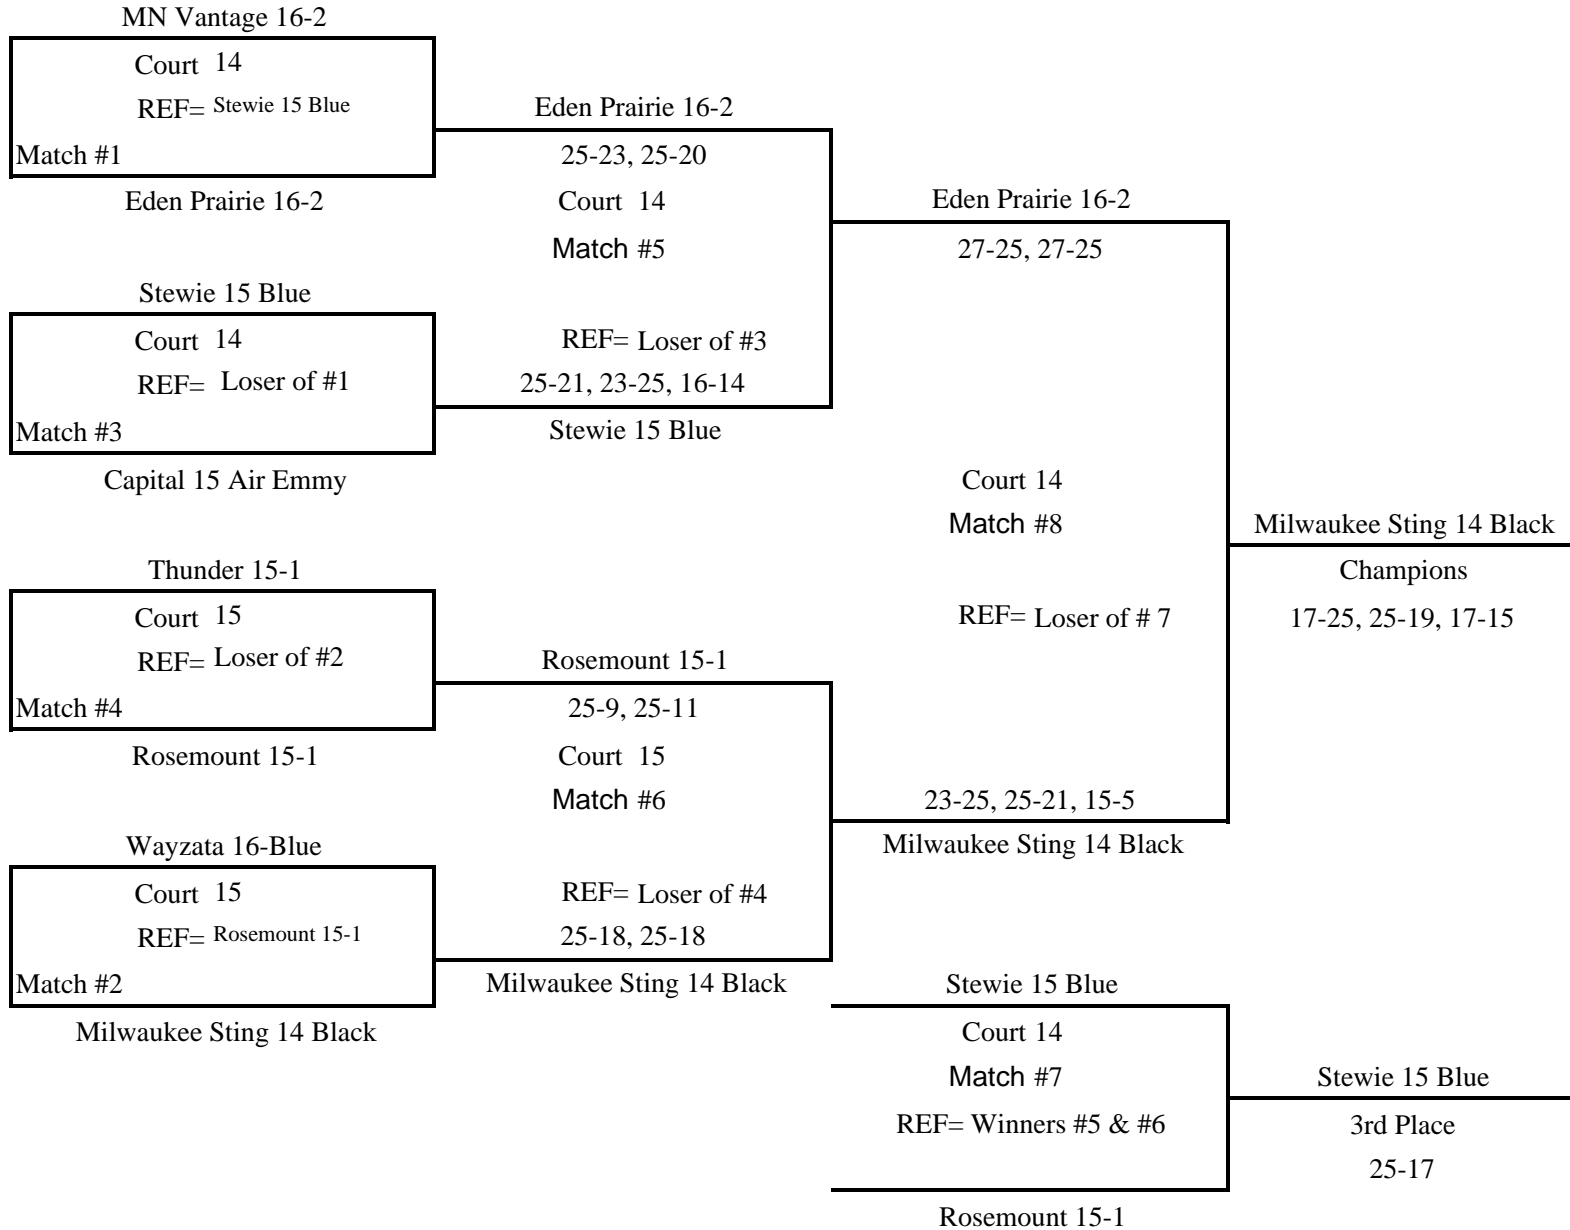 MN Vantage 16-2
Court 14
REF= Stewie 15 Blue
Match #1
Eden Prairie 16-2
Stewie 15 Blue
Court 14
REF= Loser of #1
Match #3
Capital 15 Air Emmy
Thunder 15-1
Court 15
REF= Loser of #2
Match #4
Rosemount 15-1
Wayzata 16-Blue
Court 15
REF= Rosemount 15-1
Match #2
Milwaukee Sting 14 Black
Eden Prairie 16-2
25-23, 25-20
Court 14
Match #5
REF= Loser of #3
25-21, 23-25, 16-14
Stewie 15 Blue
Rosemount 15-1
25-9, 25-11
Court 15
Match #6
REF= Loser of #4
25-18, 25-18
Milwaukee Sting 14 Black
Eden Prairie 16-2
27-25, 27-25
Court 14
Match #8
REF= Loser of # 7
23-25, 25-21, 15-5
Milwaukee Sting 14 Black
Milwaukee Sting 14 Black
Champions
17-25, 25-19, 17-15
Stewie 15 Blue
Court 14
Match #7
REF= Winners #5 & #6
Rosemount 15-1
Stewie 15 Blue
3rd Place
25-17